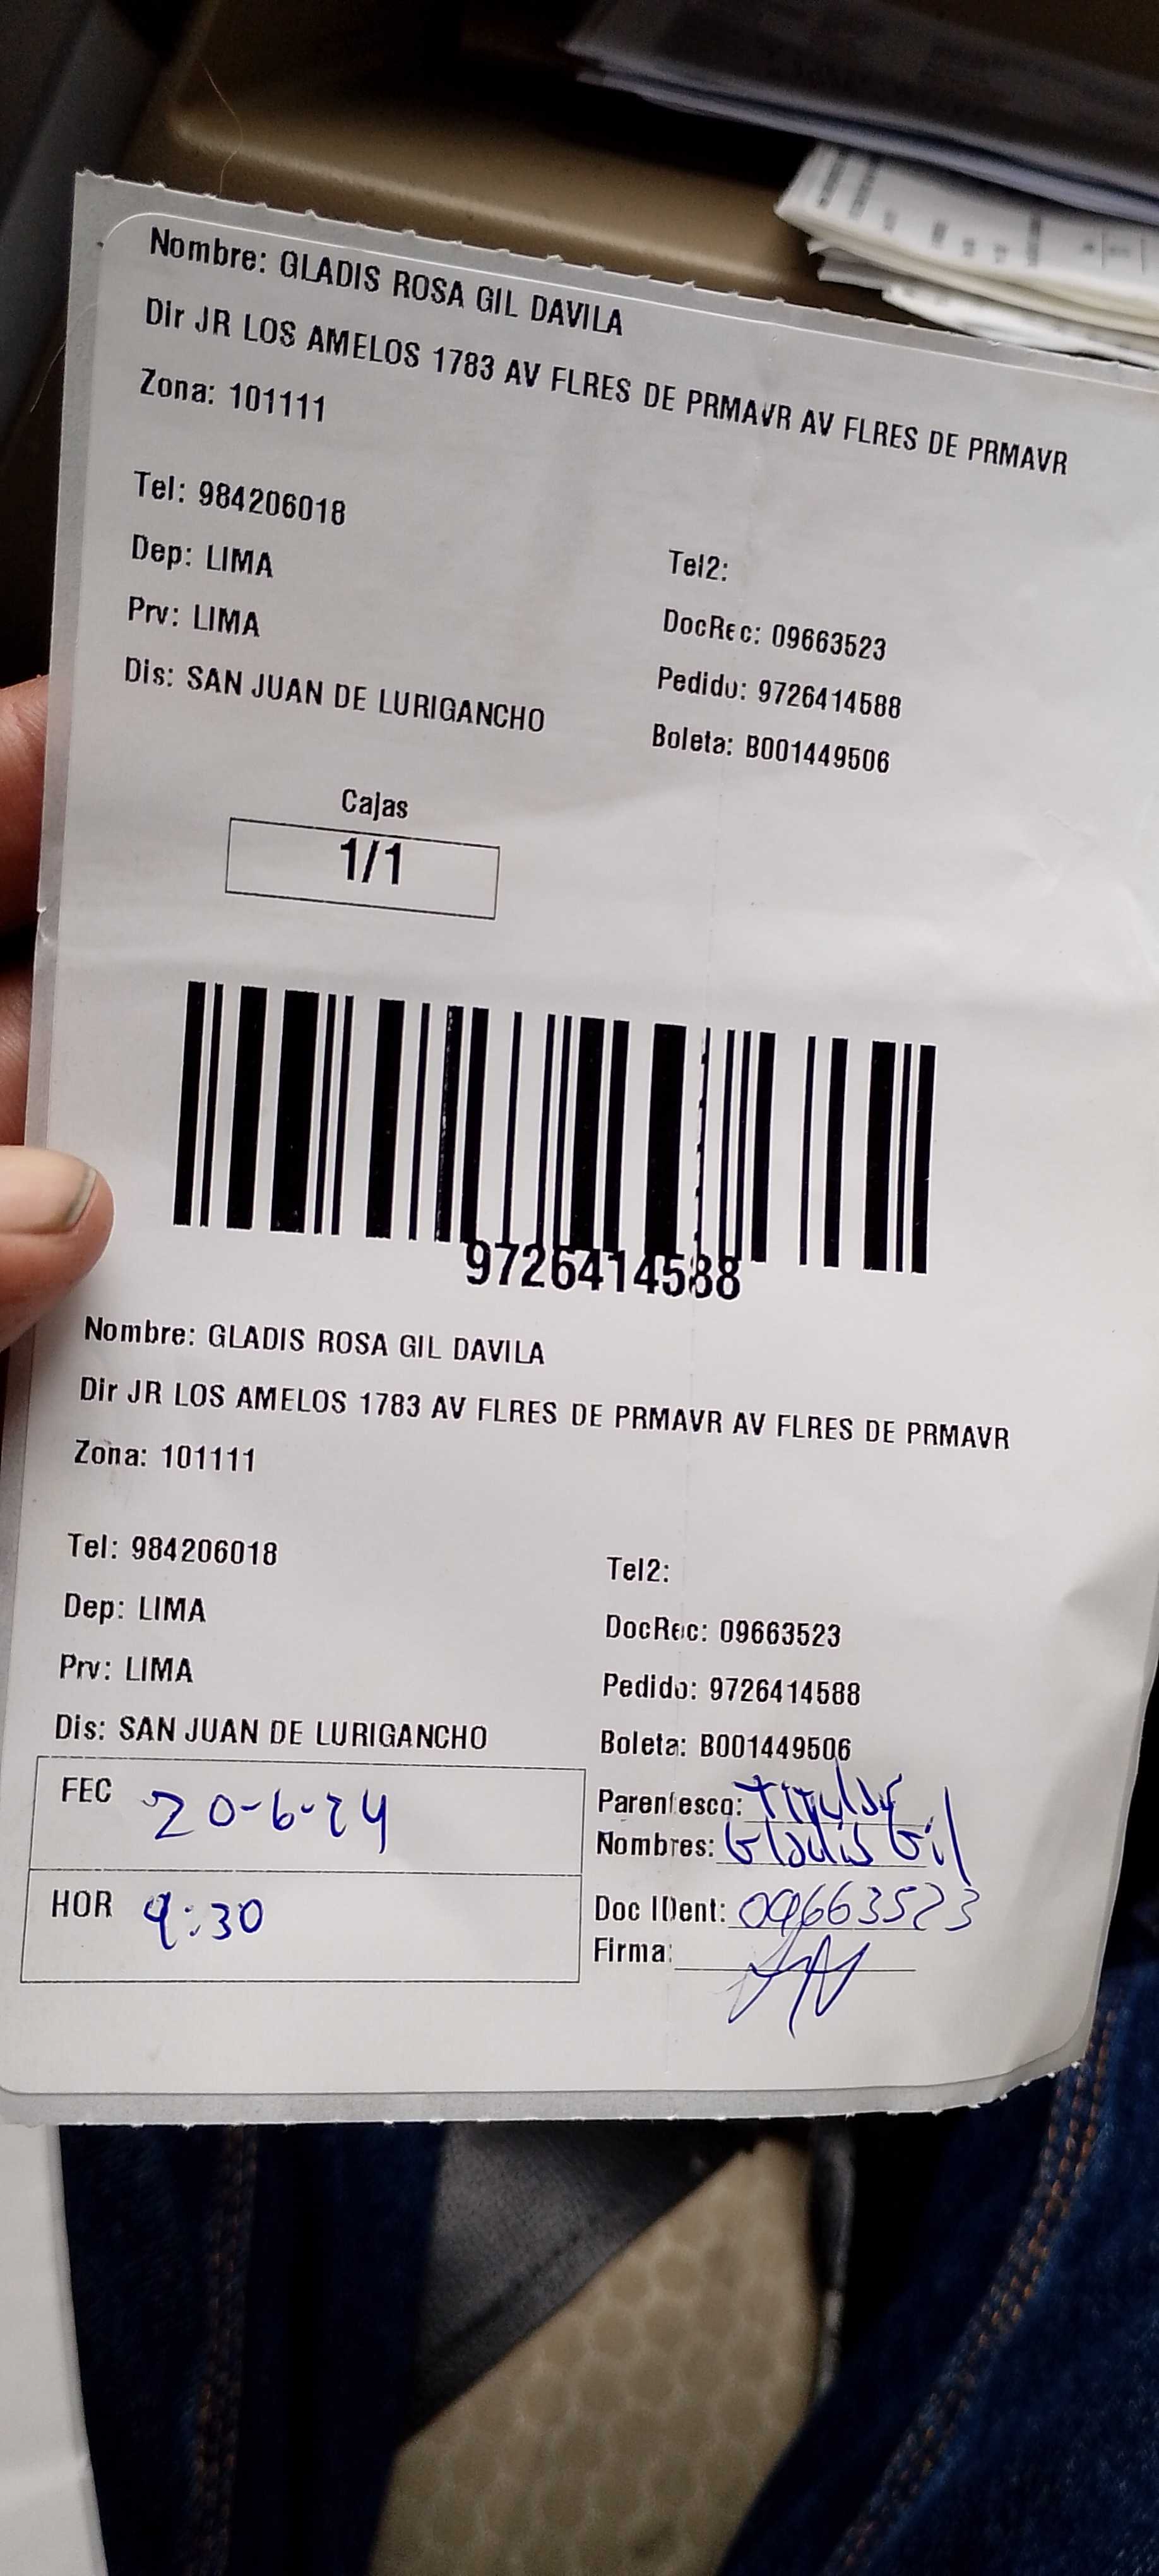 Nombre: GLADIS ROSA GIL DAVILA
Dir JR LOS AMELOS 1783 AV FLRES DE PRMAVR AV FLRES DE PRMAVR
Zona: 101111
Tel: 984206018
Tel2:
Dep: LIMA
DocRec: 09663523
Prv: LIMA
Pedido: 9726414588
Dis: SAN JUAN DE LURIGANCHO
Boleta: B001449506
Cajas
1/1
9726414588
Nombre: GLADIS ROSA GIL DAVILA
Dir JR LOS AMELOS 1783 AV FLRES DE PRMAVR AV FLRES DE PRMAVR
Zona: 101111
Tel: 984206018
Tel2:
Dep: LIMA
DocRec: 09663523
Prv: LIMA
Pedido: 9726414588
Dis: SAN JUAN DE LURIGANCHO
Boleta: B001449506
FEC 20-6-24
Parentesco: Titular
Nombres: Gladis Gil
HOR 9:30
Doc IDent: 09663523
Firma: